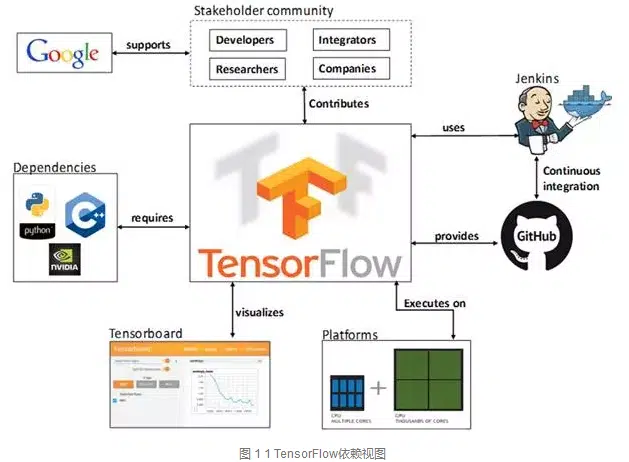 Stakeholder community
Google
supports
Developers
Integrators
Researchers
Companies
Contributes
Jenkins
uses
Dependencies
python
C++
NVIDIA
requires
TensorFlow
Continuous
integration
provides
GitHub
visualizes
Executes on
Tensorboard
Platforms
CPU
MULTIPLE CORES
GPU
THOUSANDS OF CORES
图 1 1 TensorFlow依赖视图